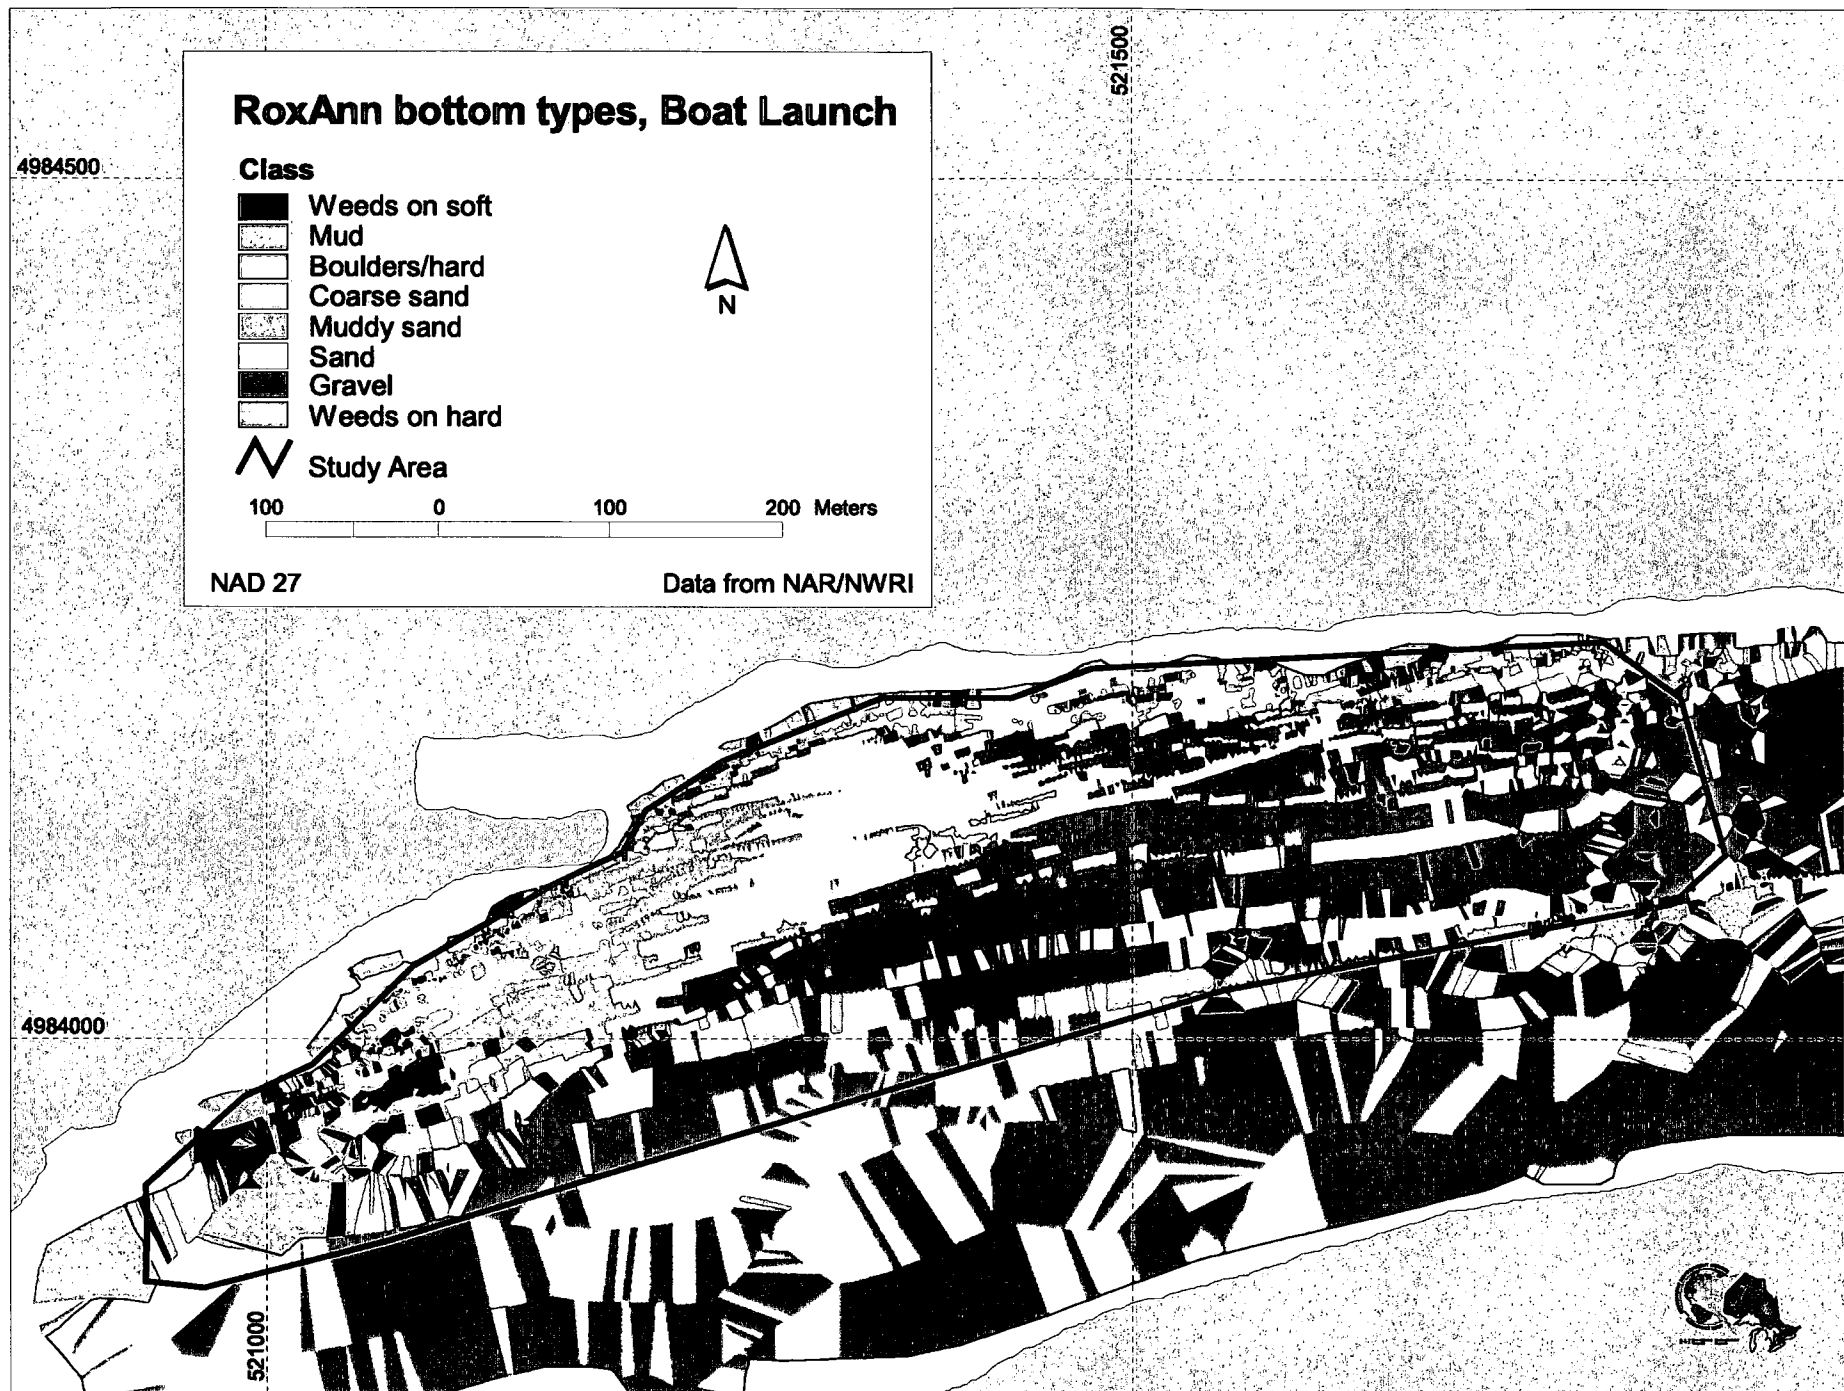 521500
RoxAnn bottom types, Boat Launch
4984500
Class
Weeds on soft
Mud
Boulders/hard
Coarse sand
Muddy sand
Sand
Gravel
Weeds on hard
Study Area
N
100 0 100 200 Meters
NAD 27 Data from NAR/NWRI
4984000
521000